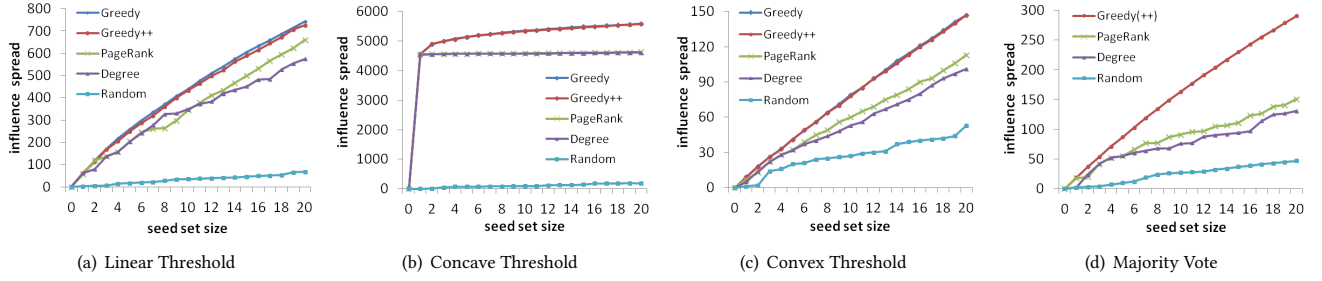 800
700
600
500
400
300
200
100
0
influence spread
0 2 4 6 8 10 12 14 16 18 20
seed set size
Greedy
Greedy++
PageRank
Degree
Random
(a) Linear Threshold
6000
5000
4000
3000
2000
1000
0
influence spread
0 2 4 6 8 10 12 14 16 18 20
seed set size
Greedy
Greedy++
PageRank
Degree
Random
(b) Concave Threshold
150
120
90
60
30
0
influence spread
0 2 4 6 8 10 12 14 16 18 20
seed set size
Greedy
Greedy++
PageRank
Degree
Random
(c) Convex Threshold
300
250
200
150
100
50
0
influence spread
0 2 4 6 8 10 12 14 16 18 20
seed set size
Greedy(++)
PageRank
Degree
Random
(d) Majority Vote